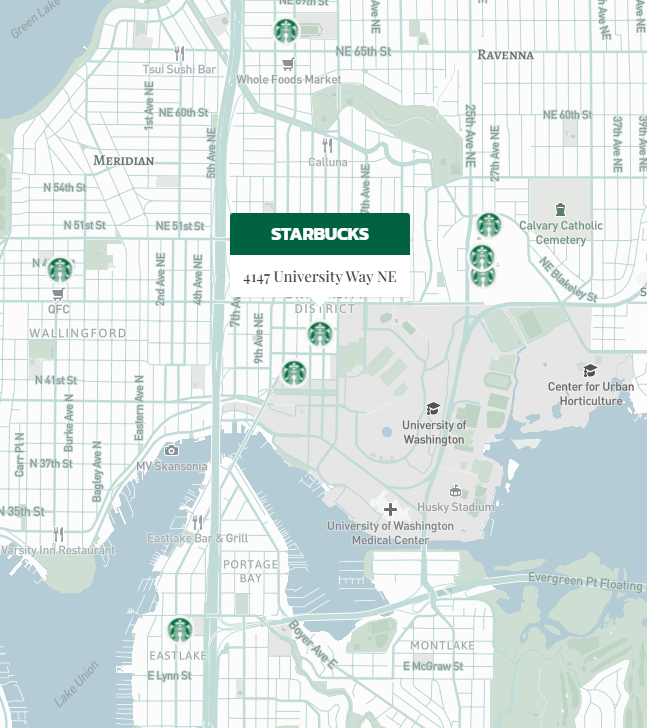 Green Lake
NE 69th St
Ave NE
Ave NE
Ave NE
NE 65th St
RAVENNA
Tsui Sushi Bar
Whole Foods Market
1st Ave NE
NE 60th St
5th Ave NE
25th Ave NE
NE 60th St
37th Ave NE
27th Ave NE
MERIDIAN
Calluna
N 54th St
7th Ave NE
N 51st St
NE 51st St
STARBUCKS
4147 University Way NE
Calvary Catholic
Cemetery
NE Blakeley St
2nd Ave NE
4th Ave NE
QFC
7th Av
DISTRICT
9th Ave NE
WALLINGFORD
N 41st St
Eastern Ave N
Burke Ave N
Bagley Ave N
Carr Pl N
Center for Urban
Horticulture
University of
Washington
N 37th St
MV Skansonia
Husky Stadium
N 35th St
University of Washington
Medical Center
Eastlake Bar & Grill
Varsity Inn Restaurant
PORTAGE
BAY
Evergreen Pt Floating
Boyer Ave E
EASTLAKE
MONTLAKE
E McGraw St
E Lynn St
Lake Union